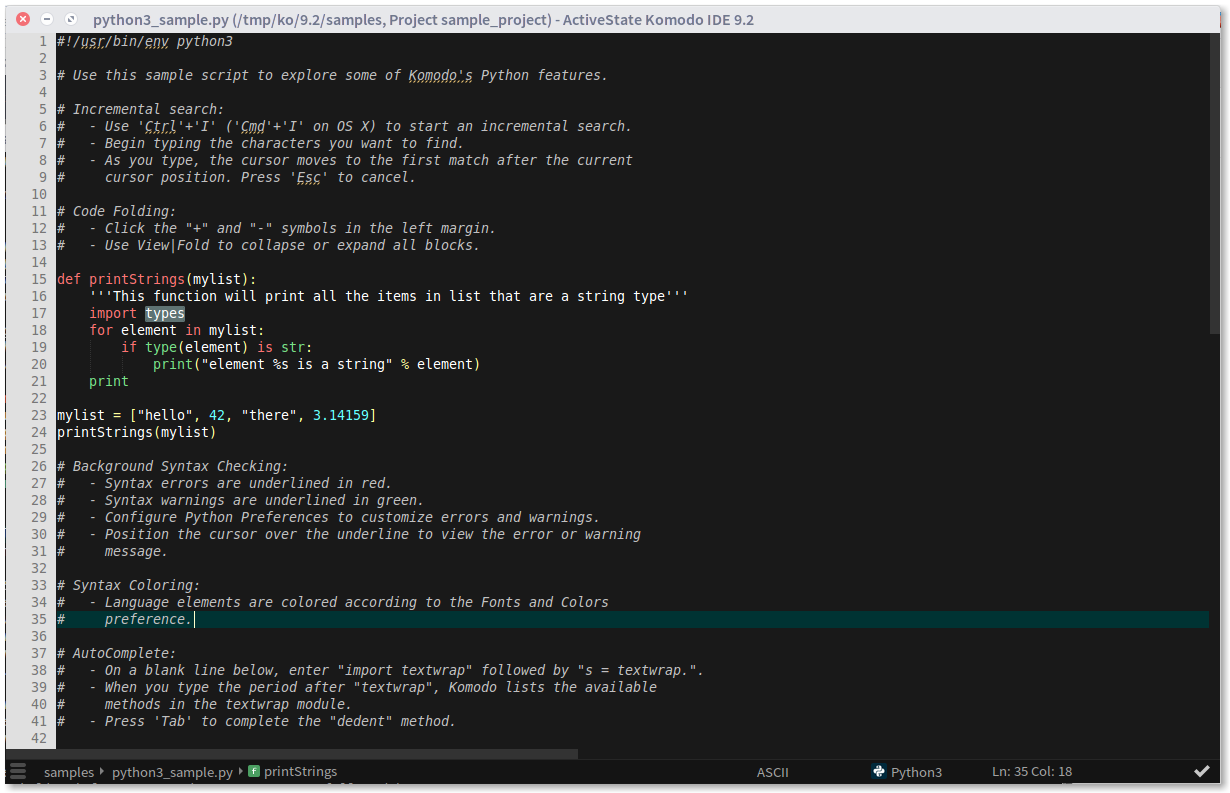 python3_sample.py (/tmp/ko/9.2/samples, Project sample_project) - ActiveState Komodo IDE 9.2
1 #!/usr/bin/env python3
2
3 # Use this sample script to explore some of Komodo's Python features.
4
5 # Incremental search:
6 #   - Use 'Ctrl'+'I' ('Cmd'+'I' on OS X) to start an incremental search.
7 #   - Begin typing the characters you want to find.
8 #   - As you type, the cursor moves to the first match after the current
9 #     cursor position. Press 'Esc' to cancel.
10
11 # Code Folding:
12 #   - Click the "+" and "-" symbols in the left margin.
13 #   - Use View|Fold to collapse or expand all blocks.
14
15 def printStrings(mylist):
16     '''This function will print all the items in list that are a string type'''
17     import types
18     for element in mylist:
19         if type(element) is str:
20             print("element %s is a string" % element)
21     print
22
23 mylist = ["hello", 42, "there", 3.14159]
24 printStrings(mylist)
25
26 # Background Syntax Checking:
27 #   - Syntax errors are underlined in red.
28 #   - Syntax warnings are underlined in green.
29 #   - Configure Python Preferences to customize errors and warnings.
30 #   - Position the cursor over the underline to view the error or warning
31 #     message.
32
33 # Syntax Coloring:
34 #   - Language elements are colored according to the Fonts and Colors
35 #     preference.
36
37 # AutoComplete:
38 #   - On a blank line below, enter "import textwrap" followed by "s = textwrap.".
39 #   - When you type the period after "textwrap", Komodo lists the available
40 #     methods in the textwrap module.
41 #   - Press 'Tab' to complete the "dedent" method.
42
samples python3_sample.py f printStrings ASCII Python3 Ln: 35 Col: 18